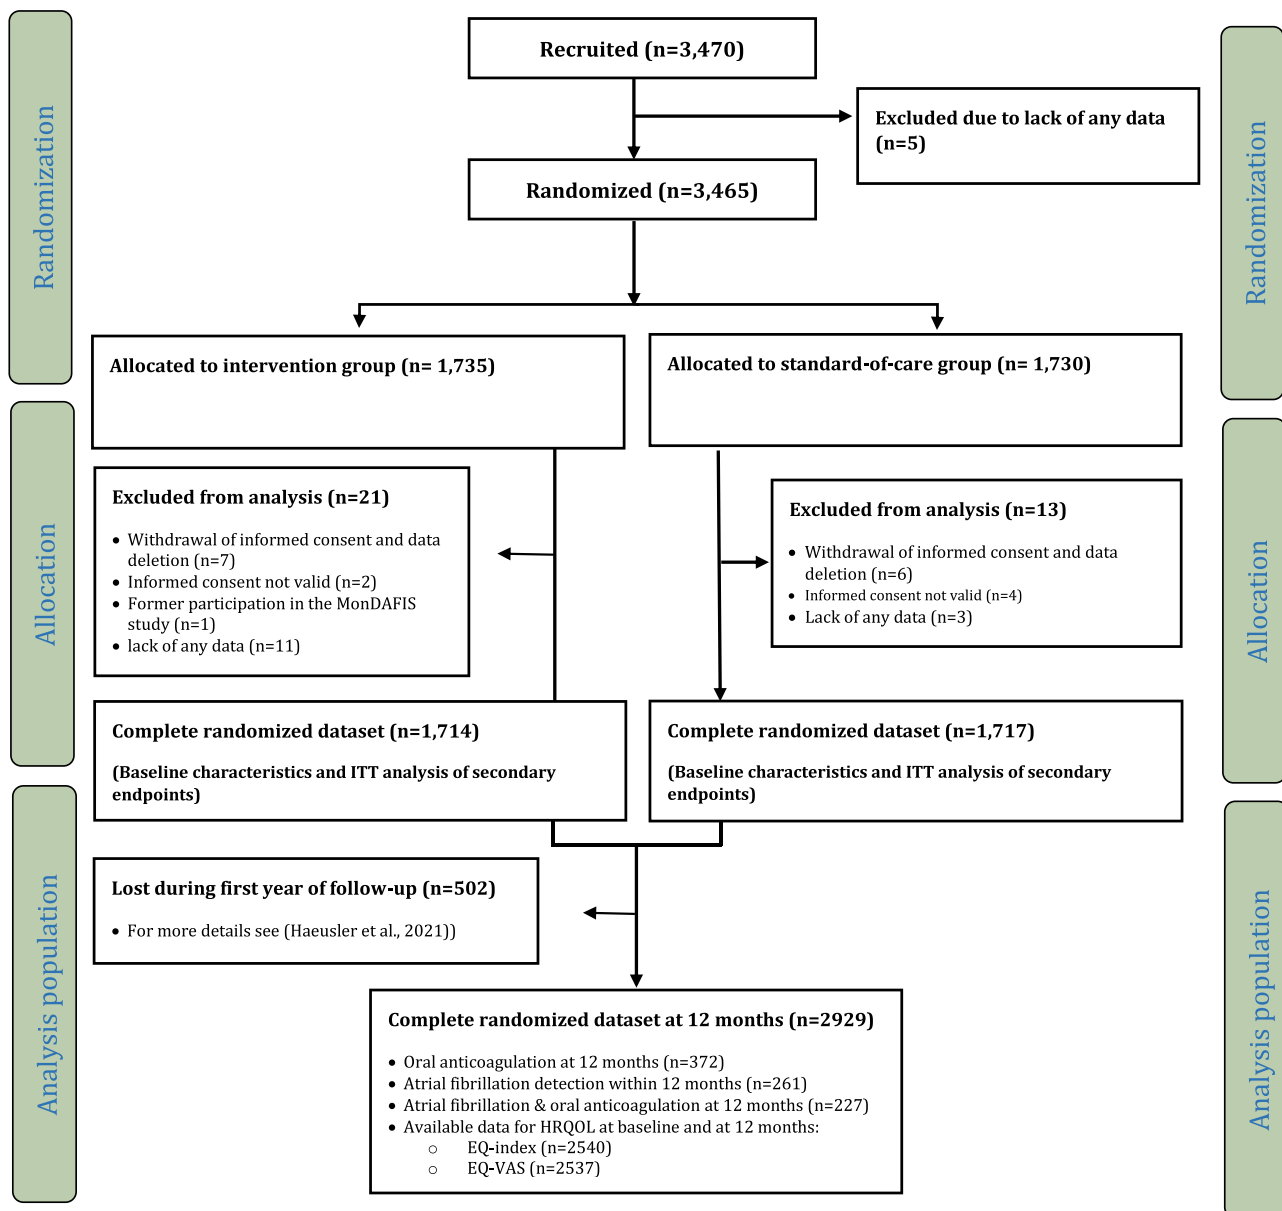 Recruited (n=3,470)
Excluded due to lack of any data
(n=5)
Randomized (n=3,465)
Randomization
Randomization
Allocated to intervention group (n= 1,735)
Allocated to standard-of-care group (n= 1,730)
Allocation
Allocation
Excluded from analysis (n=21)
• Withdrawal of informed consent and data
deletion (n=7)
• Informed consent not valid (n=2)
• Former participation in the MonDAFIS
study (n=1)
• lack of any data (n=11)
Excluded from analysis (n=13)
• Withdrawal of informed consent and data
deletion (n=6)
• Informed consent not valid (n=4)
• Lack of any data (n=3)
Complete randomized dataset (n=1,714)
(Baseline characteristics and ITT analysis of secondary
endpoints)
Complete randomized dataset (n=1,717)
(Baseline characteristics and ITT analysis of secondary
endpoints)
Analysis population
Analysis population
Lost during first year of follow-up (n=502)
• For more details see (Haeusler et al., 2021))
Complete randomized dataset at 12 months (n=2929)
• Oral anticoagulation at 12 months (n=372)
• Atrial fibrillation detection within 12 months (n=261)
• Atrial fibrillation & oral anticoagulation at 12 months (n=227)
• Available data for HRQOL at baseline and at 12 months:
o EQ-index (n=2540)
o EQ-VAS (n=2537)